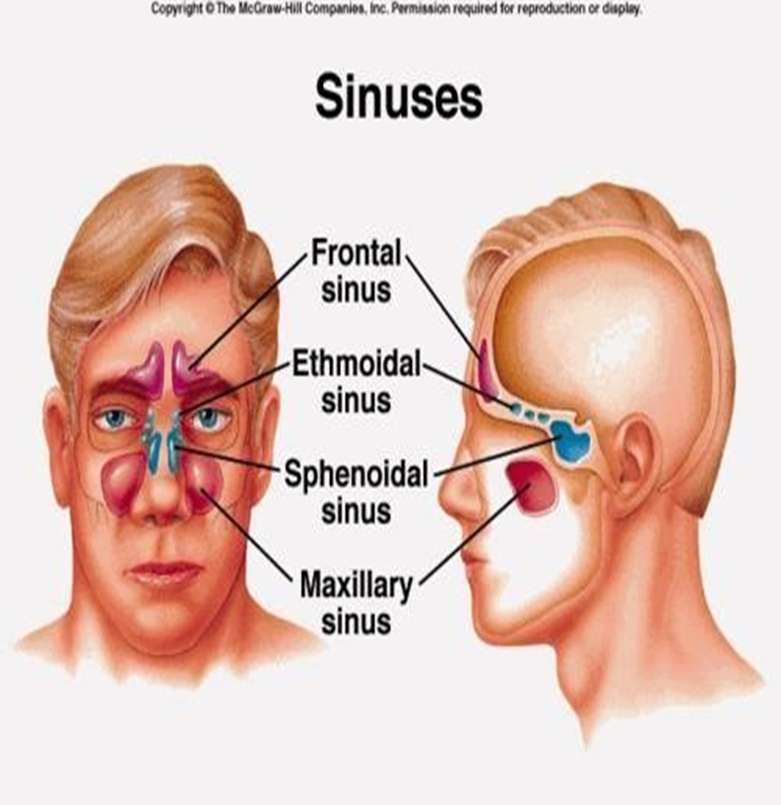 Copyright © The McGraw-Hill Companies, Inc. Permission required for reproduction or display.
Sinuses
Frontal
sinus
Ethmoidal
sinus
Sphenoidal
sinus
Maxillary
sinus